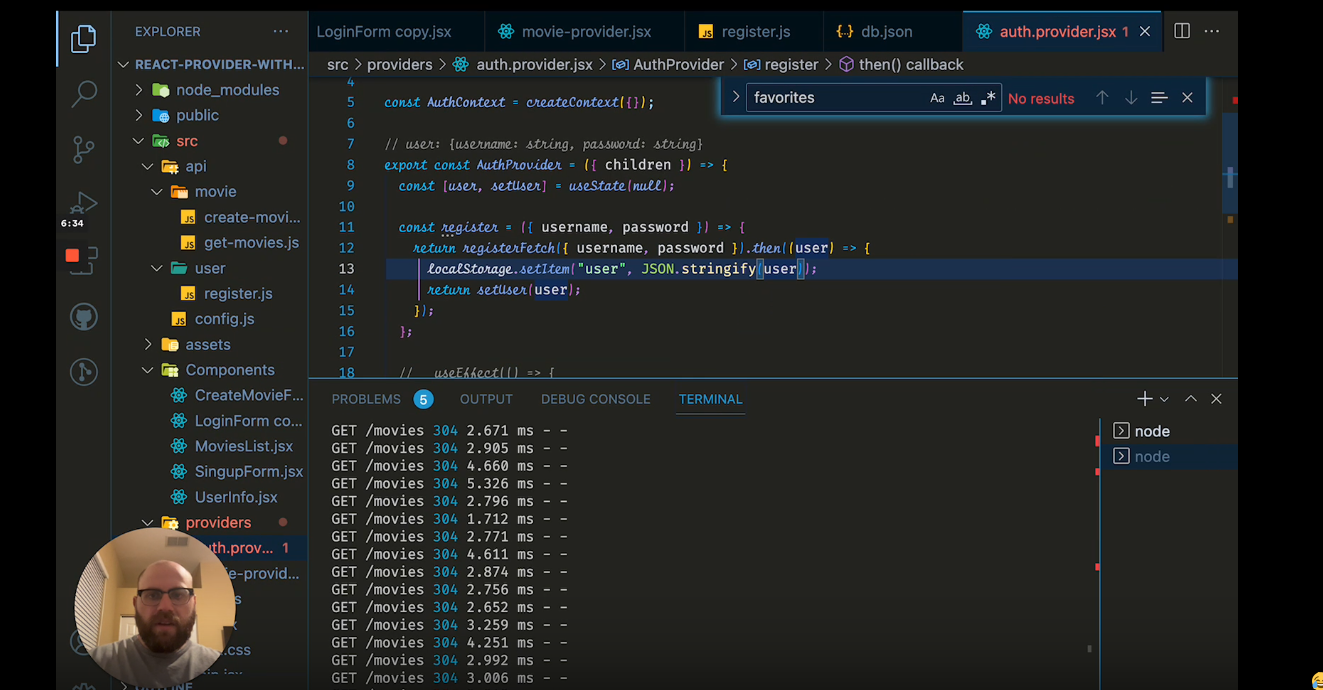 LoginForm copy.jsx
movie-provider.jsx
register.js
db.json
auth.provider.jsx 1
EXPLORER
REACT-PROVIDER-WITH...
node_modules
public
src
api
movie
create-movi...
get-movies.js
user
register.js
config.js
assets
Components
CreateMovieF...
LoginForm co...
MoviesList.jsx
SingupForm.jsx
UserInfo.jsx
providers
uth.prov... 1
e-provid...
.css
6:34
src > providers > auth.provider.jsx > AuthProvider > register > then() callback
favorites
Aa ab .*
No results
4
5 const AuthContext = createContext({});
6
7 // user: {username: string, password: string}
8 export const AuthProvider = ({ children }) => {
9 const [user, setUser] = useState(null);
10
11 const register = ({ username, password }) => {
12 return registerFetch({ username, password }).then((user) => {
13 localStorage.setItem("user", JSON.stringify(user));
14 return setUser(user);
15 });
16 };
17
18 // useEffect(() => {
PROBLEMS 5 OUTPUT DEBUG CONSOLE TERMINAL
GET /movies 304 2.671 ms - -
GET /movies 304 2.905 ms - -
GET /movies 304 4.660 ms - -
GET /movies 304 5.326 ms - -
GET /movies 304 2.796 ms - -
GET /movies 304 1.712 ms - -
GET /movies 304 2.771 ms - -
GET /movies 304 4.611 ms - -
GET /movies 304 2.874 ms - -
GET /movies 304 2.756 ms - -
GET /movies 304 2.652 ms - -
GET /movies 304 3.259 ms - -
GET /movies 304 4.251 ms - -
GET /movies 304 2.992 ms - -
GET /movies 304 3.006 ms - -
node
node